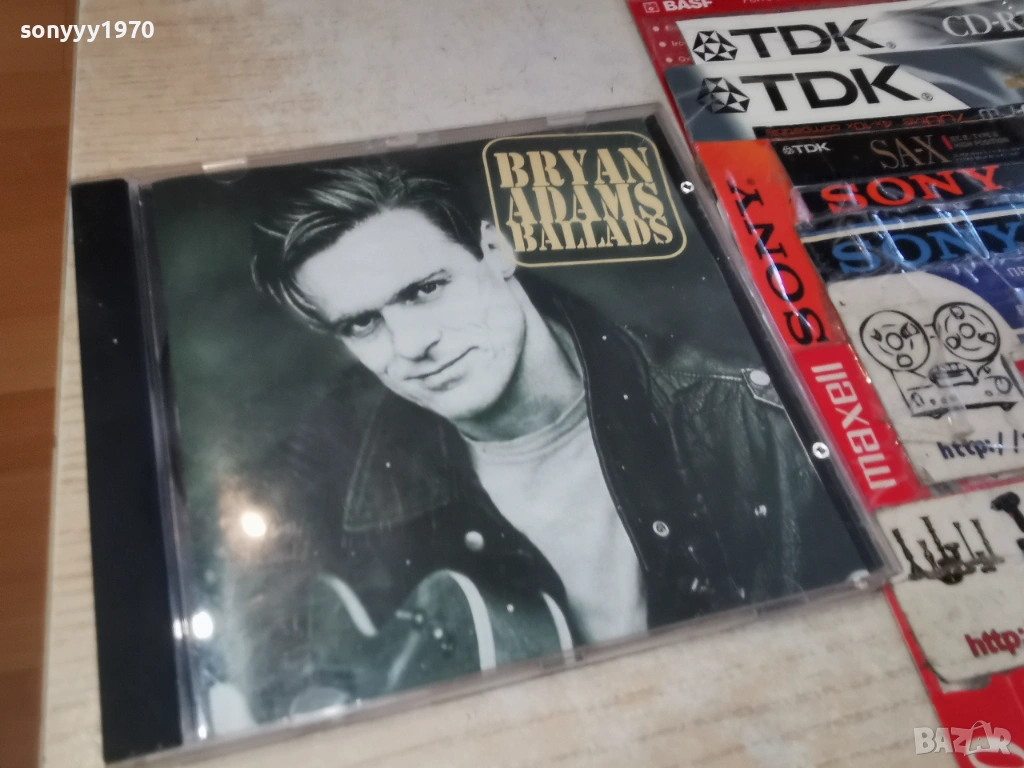 sonyyy1970
BRYAN
ADAMS
BALLADS
BASF
TDK®
CD-R
TDK®
TDK
SA-X
SONY
SONY
SONY
maxell
http://
http:
BAZAR